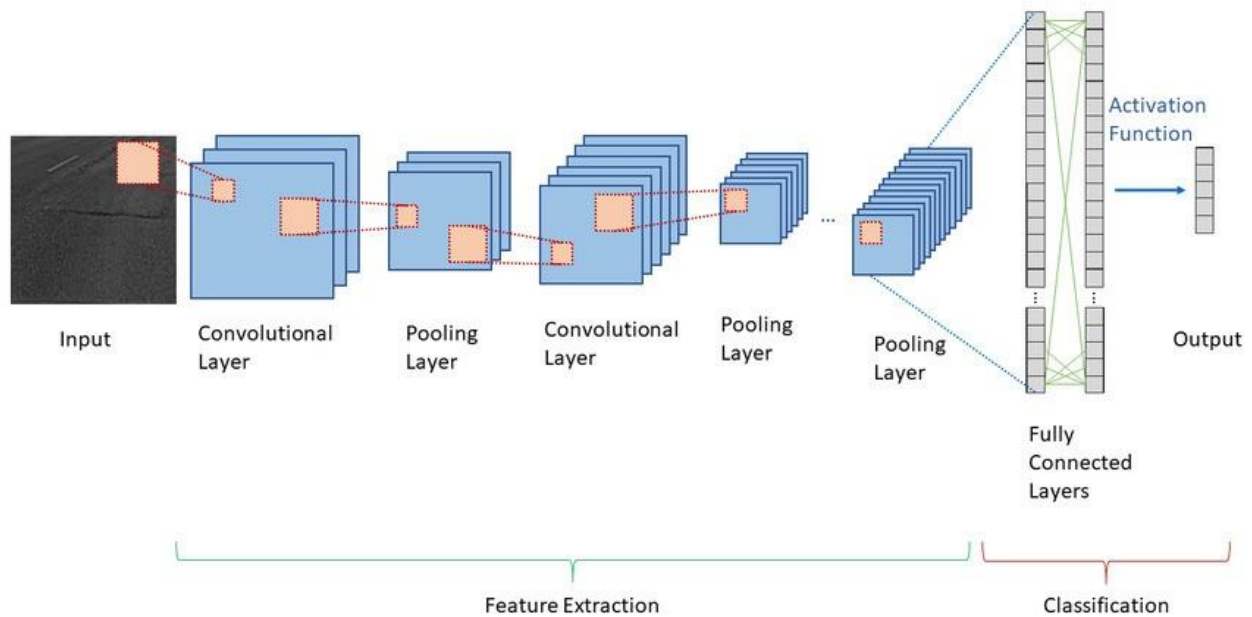 Activation
Function
Input
Convolutional
Layer
Pooling
Layer
Convolutional
Layer
Pooling
Layer
...
Pooling
Layer
Output
Fully
Connected
Layers
Feature Extraction
Classification